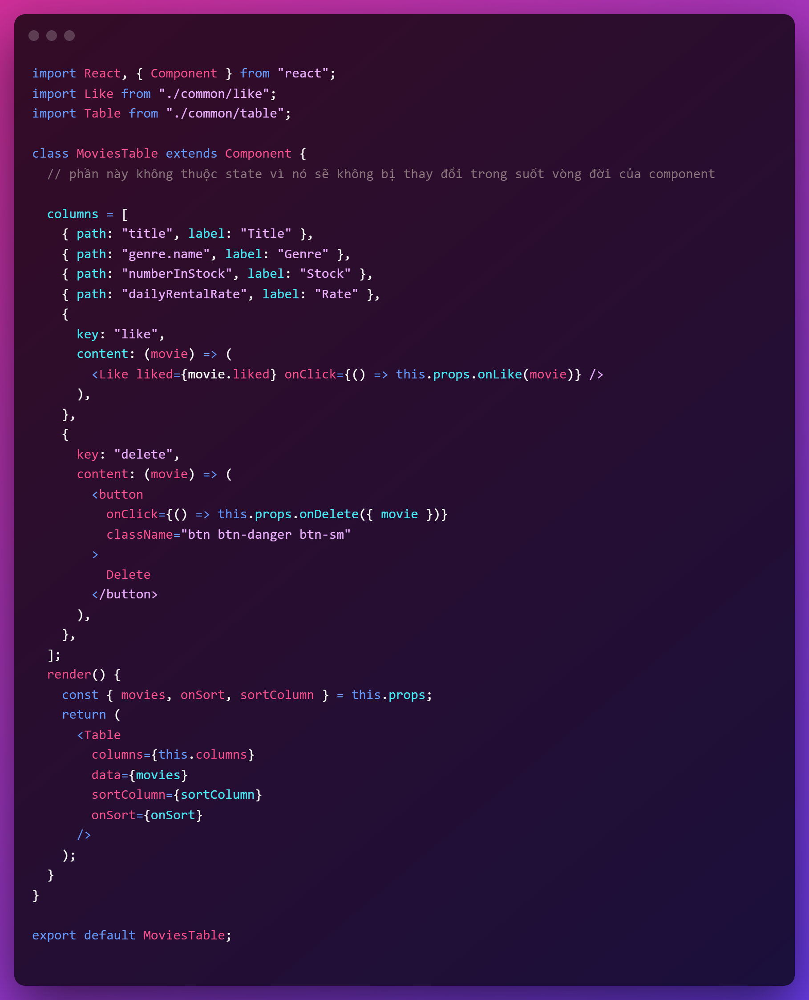 import React, { Component } from "react";
import Like from "./common/like";
import Table from "./common/table";

class MoviesTable extends Component {
  // phần này không thuộc state vì nó sẽ không bị thay đổi trong suốt vòng đời của component

  columns = [
    { path: "title", label: "Title" },
    { path: "genre.name", label: "Genre" },
    { path: "numberInStock", label: "Stock" },
    { path: "dailyRentalRate", label: "Rate" },
    {
      key: "like",
      content: (movie) => (
        <Like liked={movie.liked} onClick={() => this.props.onLike(movie)} />
      ),
    },
    {
      key: "delete",
      content: (movie) => (
        <button
          onClick={() => this.props.onDelete({ movie })}
          className="btn btn-danger btn-sm"
        >
          Delete
        </button>
      ),
    },
  ];
  render() {
    const { movies, onSort, sortColumn } = this.props;
    return (
      <Table
        columns={this.columns}
        data={movies}
        sortColumn={sortColumn}
        onSort={onSort}
      />
    );
  }
}

export default MoviesTable;